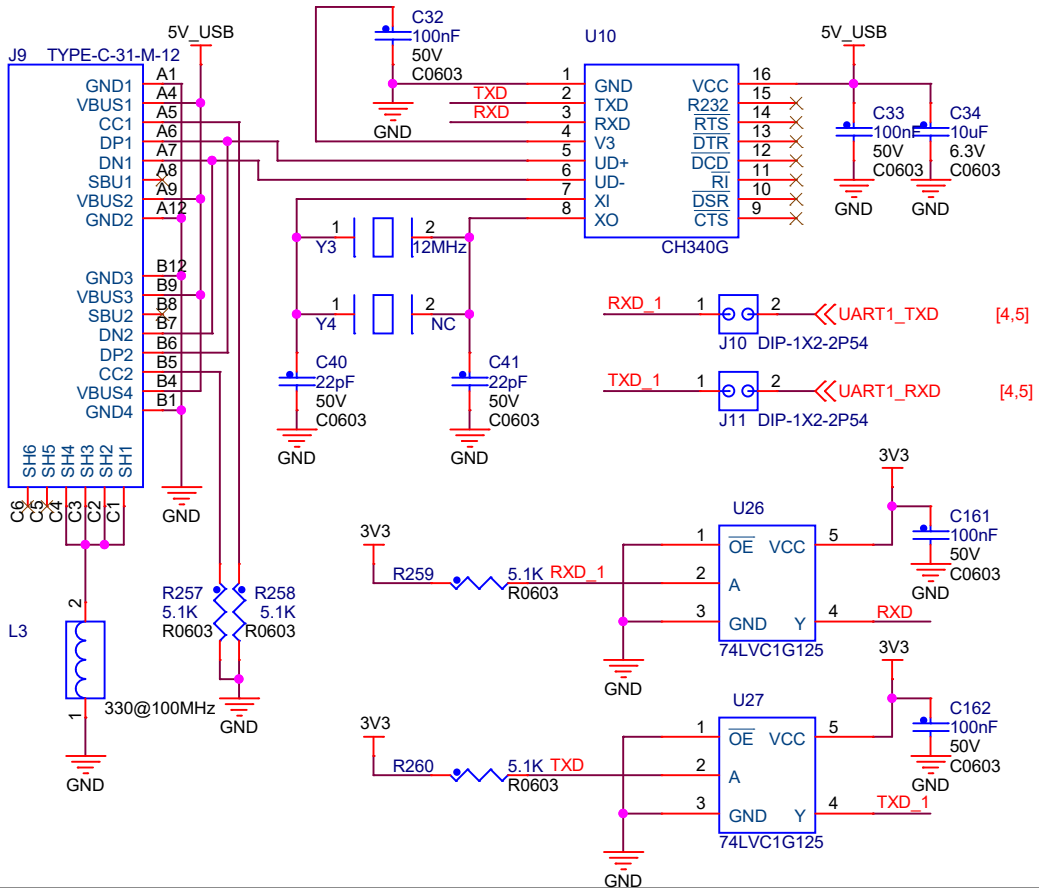 J9 TYPE-C-31-M-12
5V_USB
GND1 A1
VBUS1 A4
CC1 A5
DP1 A6
DN1 A7
SBU1 A8
VBUS2 A9
GND2 A12
GND3 B12
VBUS3 B9
SBU2 B8
DN2 B7
DP2 B6
CC2 B5
VBUS4 B4
GND4 B1
SH6 SH5 SH4 SH3 SH2 SH1
C6 C5 C4 C3 C2 C1
GND
2
L3
1
330@100MHz
GND
R257
5.1K
R0603
R258
5.1K
R0603
GND
C32
100nF
50V
C0603
GND
TXD
RXD
U10
1 GND
2 TXD
3 RXD
4 V3
5 UD+
6 UD-
7 XI
8 XO
VCC 16
R232 15
RTS 14
DTR 13
DCD 12
RI 11
DSR 10
CTS 9
CH340G
5V_USB
C33
100nF
50V
C0603
GND
C34
10uF
6.3V
C0603
GND
1 2
Y3 12MHz
1 2
Y4 NC
C40
22pF
50V
C0603
GND
C41
22pF
50V
C0603
GND
RXD_1 1 2 UART1_TXD [4,5]
J10 DIP-1X2-2P54
TXD_1 1 2 UART1_RXD [4,5]
J11 DIP-1X2-2P54
3V3
U26
3V3
R259 5.1K RXD_1
R0603
1 OE VCC 5
2 A
3 GND Y 4 RXD
74LVC1G125
GND
C161
100nF
50V
C0603
GND
3V3
U27
3V3
R260 5.1K TXD
R0603
1 OE VCC 5
2 A
3 GND Y 4 TXD_1
74LVC1G125
GND
C162
100nF
50V
C0603
GND